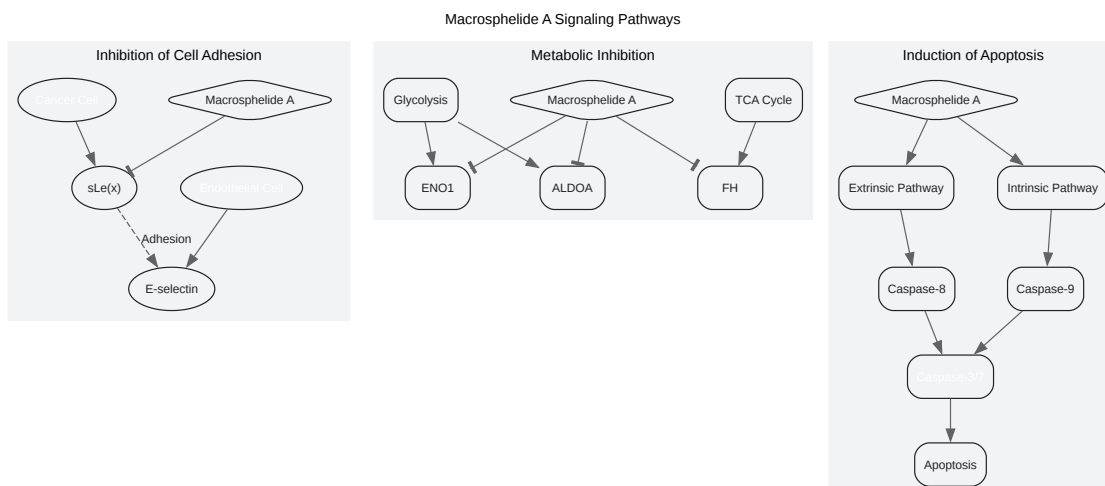 Macrosphelide A Signaling Pathways
Inhibition of Cell Adhesion
Cancer Cell
Macrosphelide A
sLe(x)
Endothelial Cell
Adhesion
E-selectin
Metabolic Inhibition
Glycolysis
Macrosphelide A
TCA Cycle
ENO1
ALDOA
FH
Induction of Apoptosis
Macrosphelide A
Extrinsic Pathway
Intrinsic Pathway
Caspase-8
Caspase-9
Caspase-3/7
Apoptosis